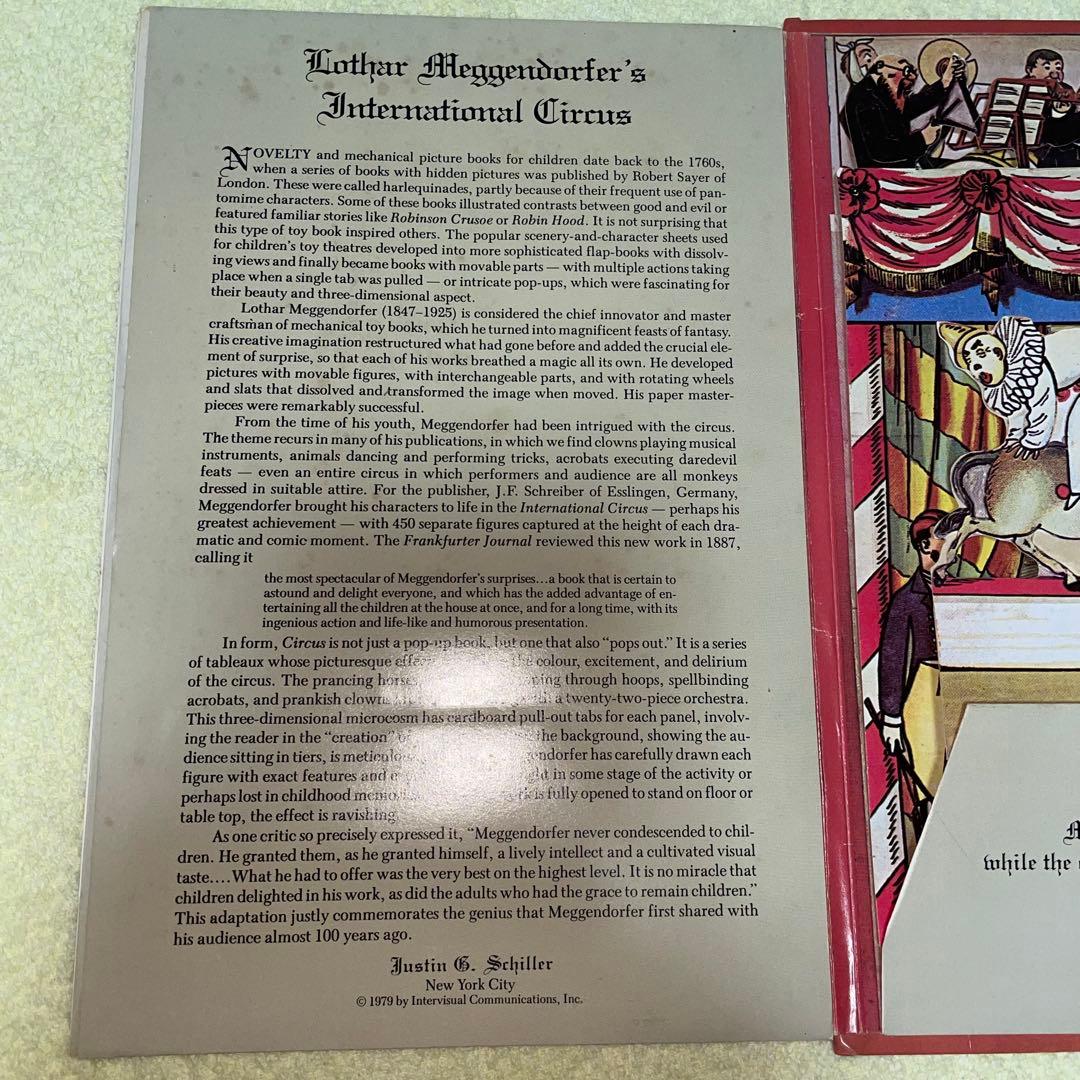 Lothar Meggendorfer's
International Circus
NOVELTY and mechanical picture books for children date back to the 1760s,
when a series of books with hidden pictures was published by Robert Sayer of
London. These were called harlequinades, partly because of their frequent use of pan-
tomime characters. Some of these books illustrated contrasts between good and evil or
featured familiar stories like Robinson Crusoe or Robin Hood. It is not surprising that
this type of toy book inspired others. The popular scenery-and-character sheets used
for children's toy theatres developed into more sophisticated flap-books with dissolv-
ing views and finally became books with movable parts — with multiple actions taking
place when a single tab was pulled — or intricate pop-ups, which were fascinating for
their beauty and three-dimensional aspect.
Lothar Meggendorfer (1847–1925) is considered the chief innovator and master
craftsman of mechanical toy books, which he turned into magnificent feasts of fantasy.
His creative imagination restructured what had gone before and added the crucial ele-
ment of surprise, so that each of his works breathed a magic all its own. He developed
pictures with movable figures, with interchangeable parts, and with rotating wheels
and slats that dissolved and transformed the image when moved. His paper master-
pieces were remarkably successful.
From the time of his youth, Meggendorfer had been intrigued with the circus.
The theme recurs in many of his publications, in which we find clowns playing musical
instruments, animals dancing and performing tricks, acrobats executing daredevil
feats — even an entire circus in which performers and audience are all monkeys
dressed in suitable attire. For the publisher, J.F. Schreiber of Esslingen, Germany,
Meggendorfer brought his characters to life in the International Circus — perhaps his
greatest achievement — with 450 separate figures captured at the height of each dra-
matic and comic moment. The Frankfurter Journal reviewed this new work in 1887,
calling it
the most spectacular of Meggendorfer's surprises...a book that is certain to
astound and delight everyone, and which has the added advantage of en-
tertaining all the children at the house at once, and for a long time, with its
ingenious action and life-like and humorous presentation.
In form, Circus is not just a pop-up book, but one that also "pops out." It is a series
of tableaux whose picturesque the colour, excitement, and delirium
of the circus. The prancing horses through hoops, spellbinding
acrobats, and prankish clowns a twenty-two-piece orchestra.
This three-dimensional microcosm has cardboard pull-out tabs for each panel, involv-
ing the reader in the "creation" of the background, showing the au-
dience sitting in tiers, is Meggendorfer has carefully drawn each
figure with exact features and in some stage of the activity or
perhaps lost in childhood is fully opened to stand on floor or
table top, the effect is ravishing.
As one critic so precisely expressed it, "Meggendorfer never condescended to chil-
dren. He granted them, as he granted himself, a lively intellect and a cultivated visual
taste....What he had to offer was the very best on the highest level. It is no miracle that
children delighted in his work, as did the adults who had the grace to remain children."
This adaptation justly commemorates the genius that Meggendorfer first shared with
his audience almost 100 years ago.
Justin G. Schiller
New York City
© 1979 by Intervisual Communications, Inc.
while the